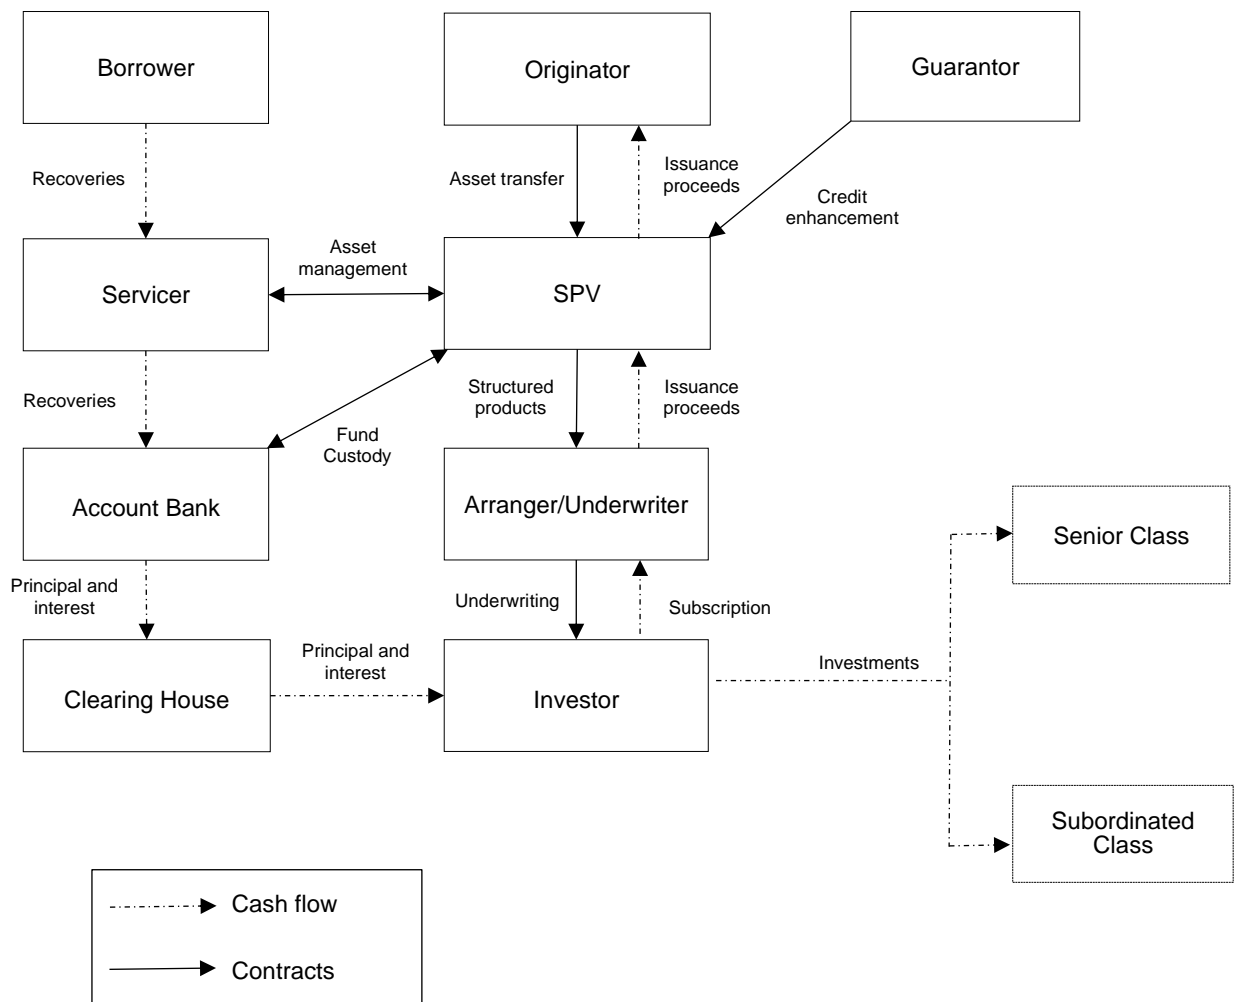 Borrower
Originator
Guarantor
Recoveries
Asset transfer
Issuance
proceeds
Credit
enhancement
Servicer
Asset
management
SPV
Recoveries
Fund
Custody
Structured
products
Issuance
proceeds
Account Bank
Arranger/Underwriter
Senior Class
Principal and
interest
Underwriting
Subscription
Clearing House
Principal and
interest
Investor
Investments
Subordinated
Class
Cash flow
Contracts